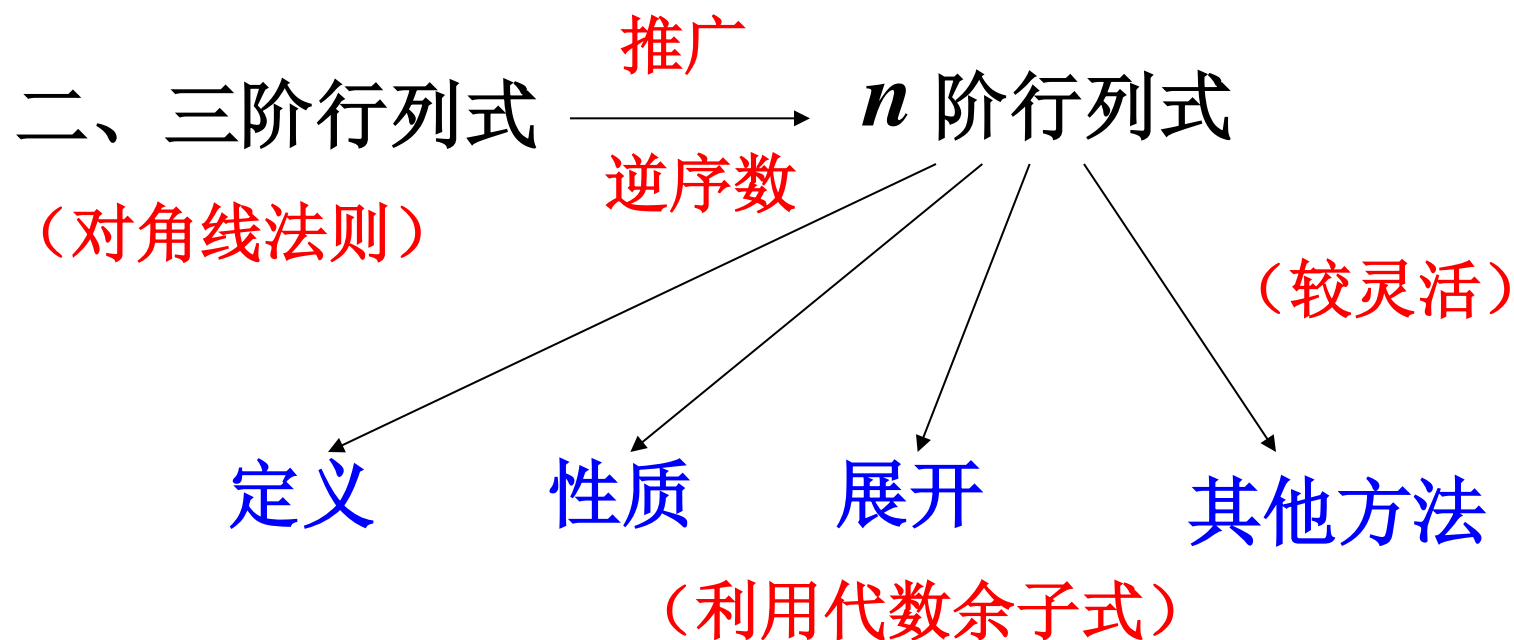 推广
二、三阶行列式 n 阶行列式
逆序数
（对角线法则）
（较灵活）
定义 性质 展开 其他方法
（利用代数余子式）